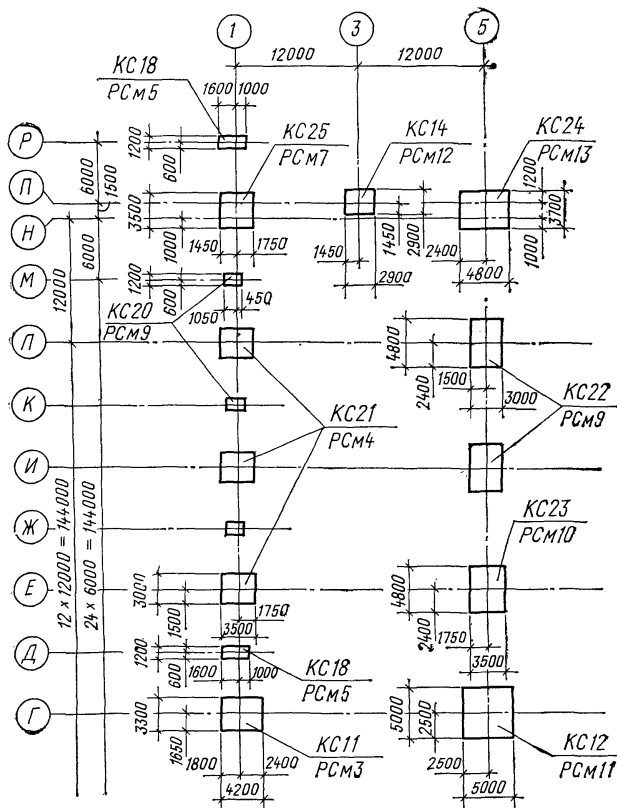 1
3
5
12000
12000
КС18
РСм5
1600
1000
Р
1200
600
КС25
РСм7
КС14
РСм12
КС24
РСм13
6000
1500
П
Н
3500
1000
1450
1750
1450
2900
1450
2900
1200
3700
1000
2400
4800
12000
6000
М
1200
600
450
1050
КС20
РСм9
П
4800
2400
1500
3000
КС22
РСм9
К
КС21
РСм4
И
Ж
КС23
РСм10
12 x 12000 = 144000
24 x 6000 = 144000
Е
3000
1500
1750
3500
4800
2400
1750
3500
Д
1200
600
1600
1000
КС18
РСм5
Г
3300
1650
1800
2400
4200
КС11
РСм3
5000
2500
2500
5000
КС12
РСм11